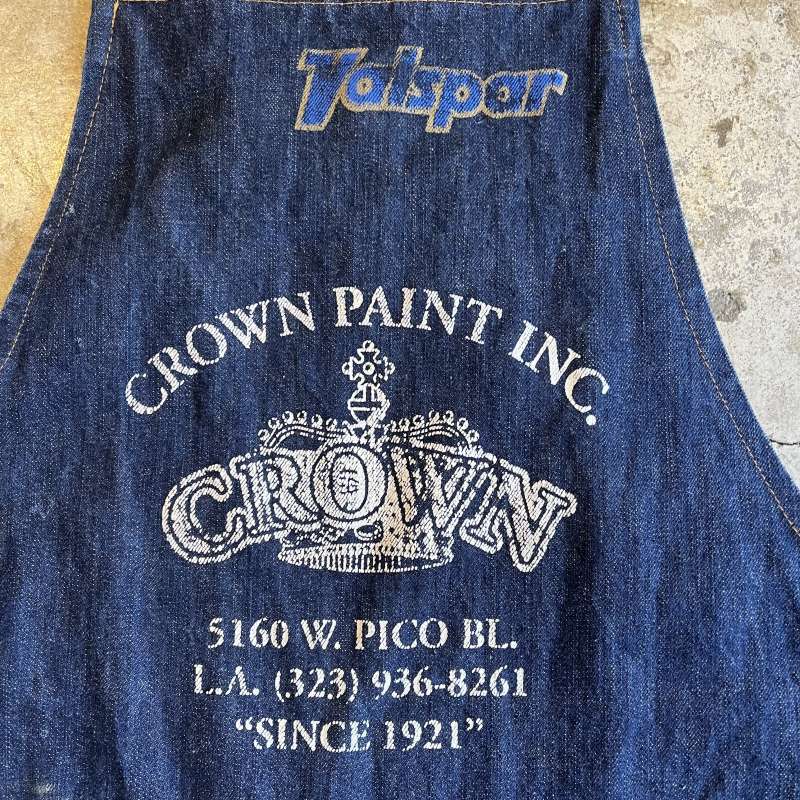 Valspar
CROWN PAINT INC.
CROWN
5160 W. PICO BL.
L.A. (323) 936-8261
“SINCE 1921”